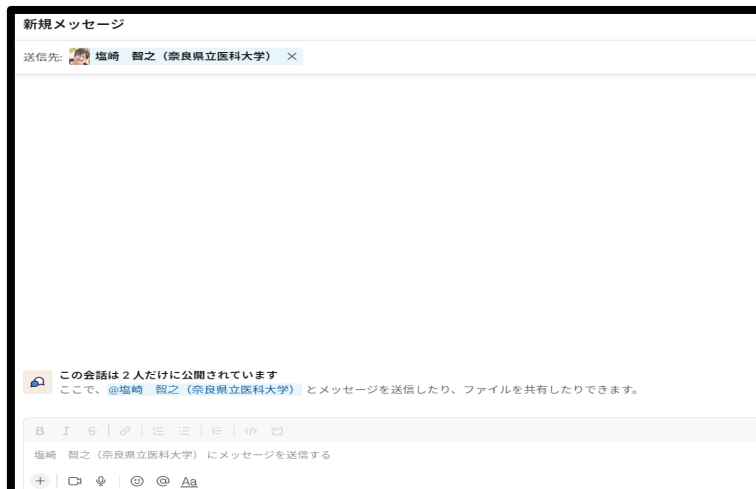 新規メッセージ
送信先: 塩崎　智之（奈良県立医科大学） ×
この会話は2人だけに公開されています
ここで、@塩崎　智之（奈良県立医科大学） とメッセージを送信したり、ファイルを共有したりできます。
B I S
塩崎　智之（奈良県立医科大学） にメッセージを送信する
+ @ Aa